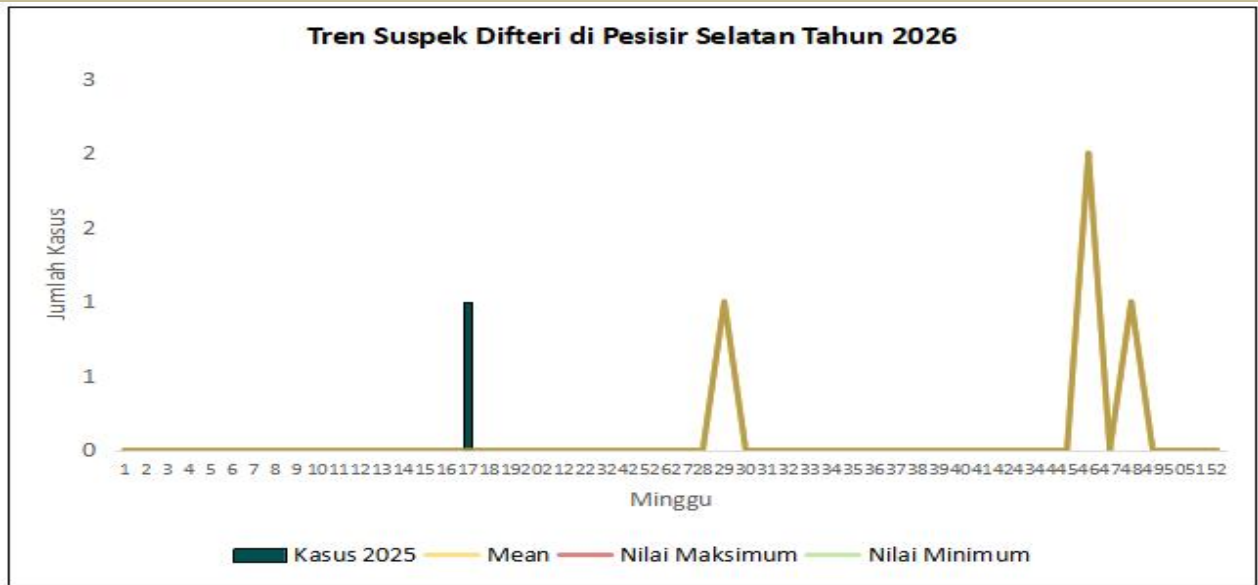 Tren Suspek Difteri di Pesisir Selatan Tahun 2026
3
2
2
1
1
0
Jumlah Kasus
1 2 3 4 5 6 7 8 9 10 11 12 13 14 15 16 17 18 19 20 21 22 23 24 25 26 27 28 29 30 31 32 33 34 35 36 37 38 39 40 41 42 43 44 45 46 47 48 49 50 51 52
Minggu
Kasus 2025 Mean Nilai Maksimum Nilai Minimum